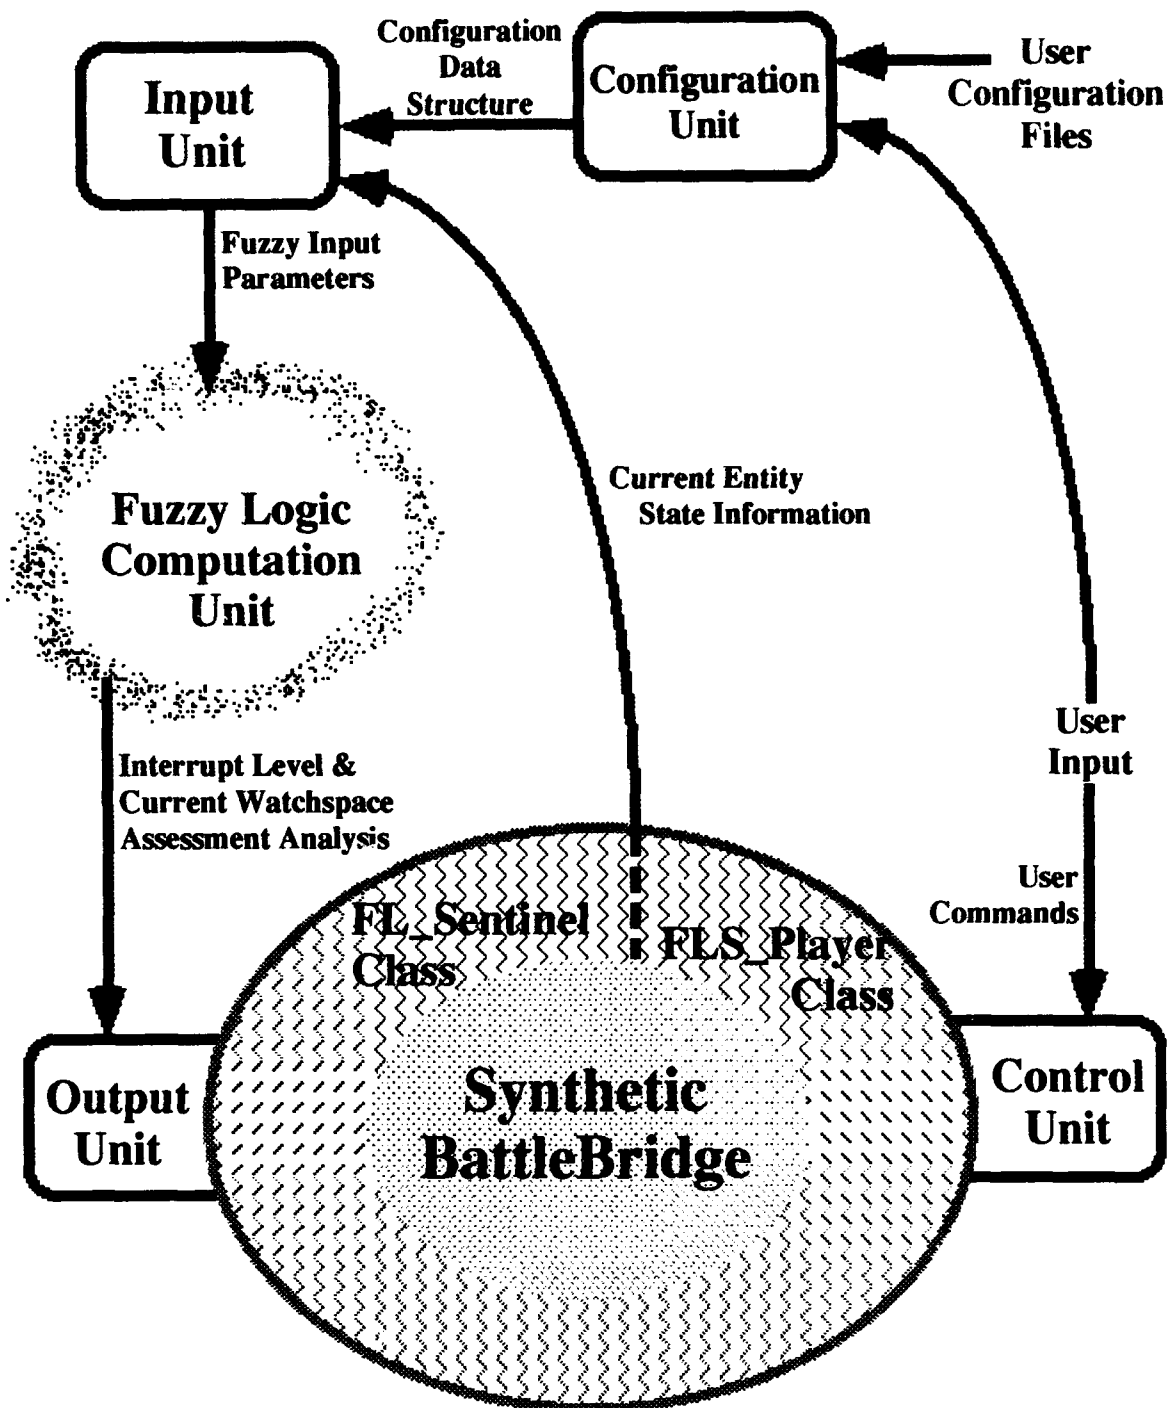 Configuration
Data
Structure
Input
Unit
Configuration
Unit
User
Configuration
Files
Fuzzy Input
Parameters
Fuzzy Logic
Computation
Unit
Current Entity
State Information
User
Input
Interrupt Level &
Current Watchspace
Assessment Analysis
User
Commands
FL_Sentinel
Class
FLS_Player
Class
Output
Unit
Synthetic
BattleBridge
Control
Unit